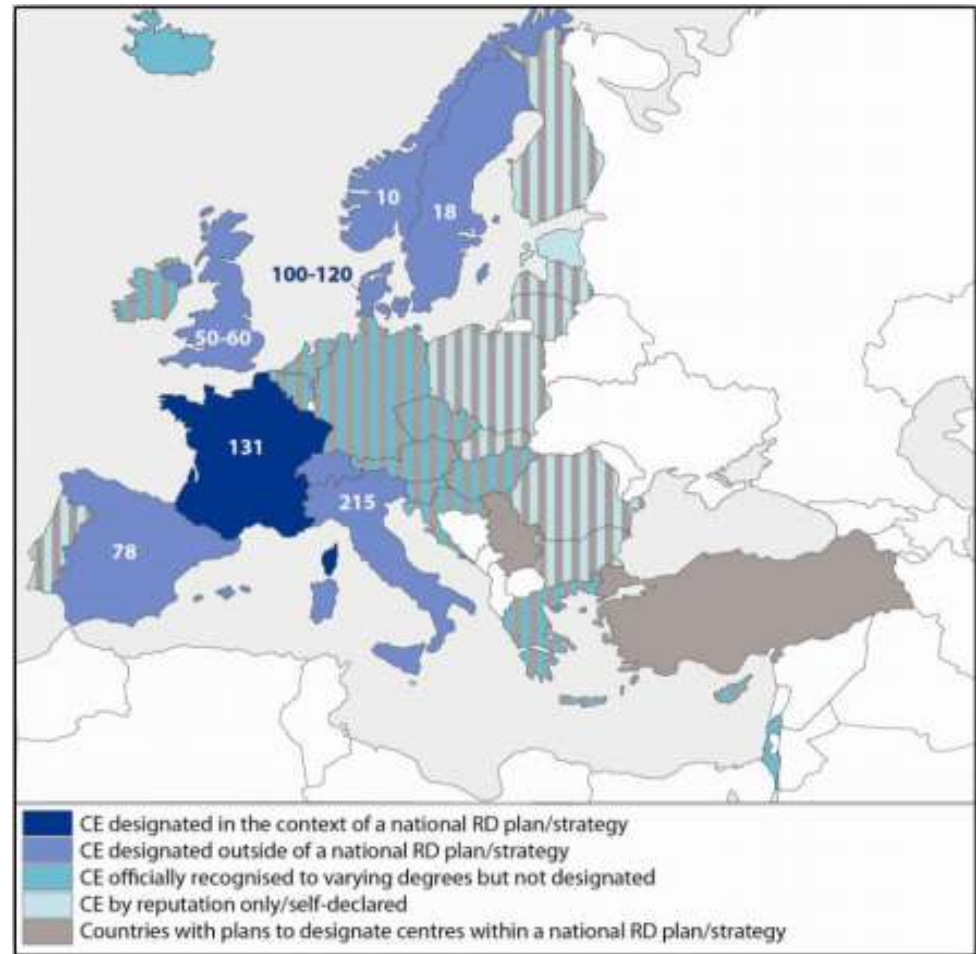 10
18
100-120
50-60
131
215
78
CE designated in the context of a national RD plan/strategy
CE designated outside of a national RD plan/strategy
CE officially recognised to varying degrees but not designated
CE by reputation only/self-declared
Countries with plans to designate centres within a national RD plan/strategy